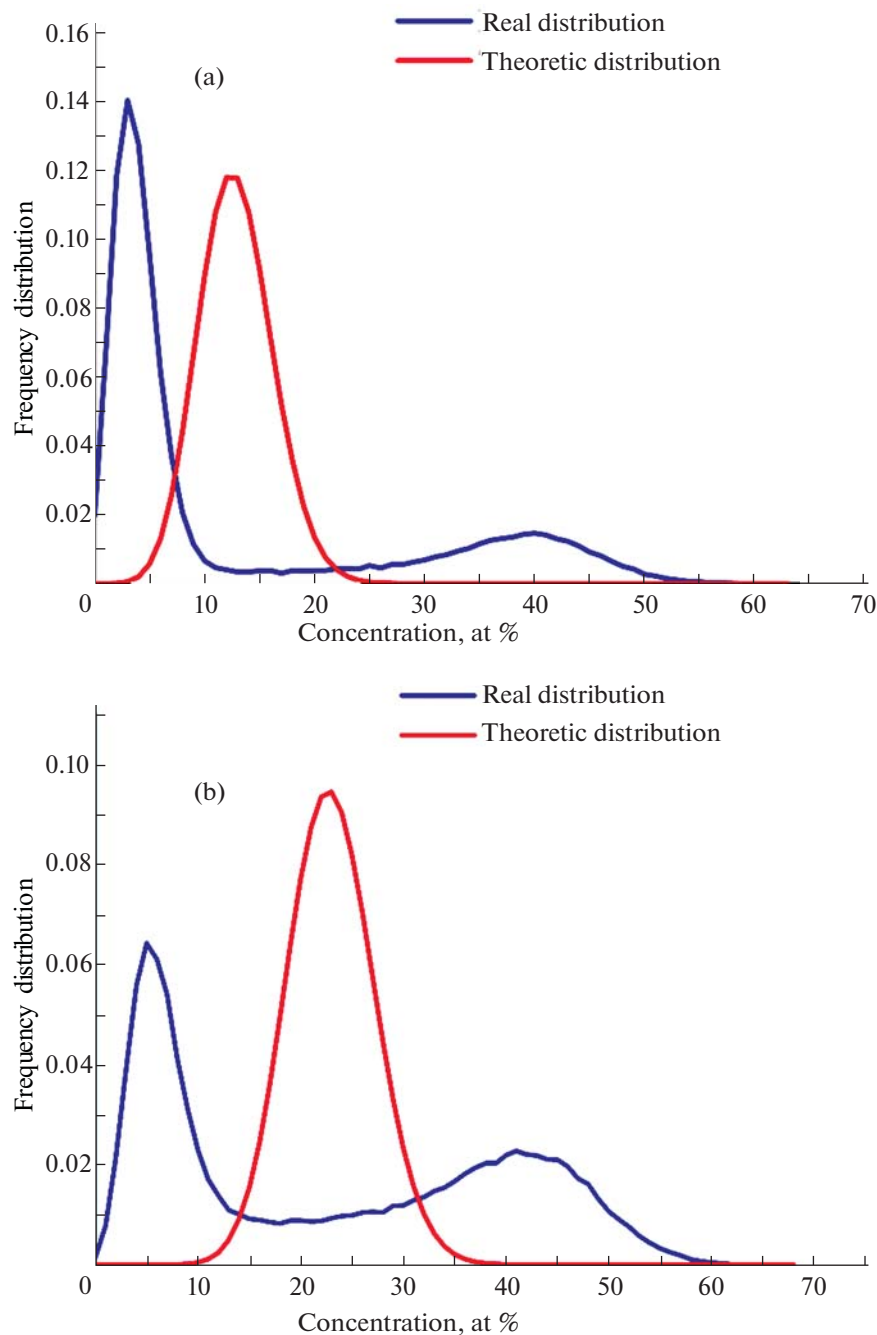 Real distribution
Theoretic distribution
(a)
Frequency distribution
0.16
0.14
0.12
0.10
0.08
0.06
0.04
0.02
0 10 20 30 40 50 60 70
Concentration, at %
Real distribution
Theoretic distribution
(b)
Frequency distribution
0.10
0.08
0.06
0.04
0.02
0 10 20 30 40 50 60 70
Concentration, at %